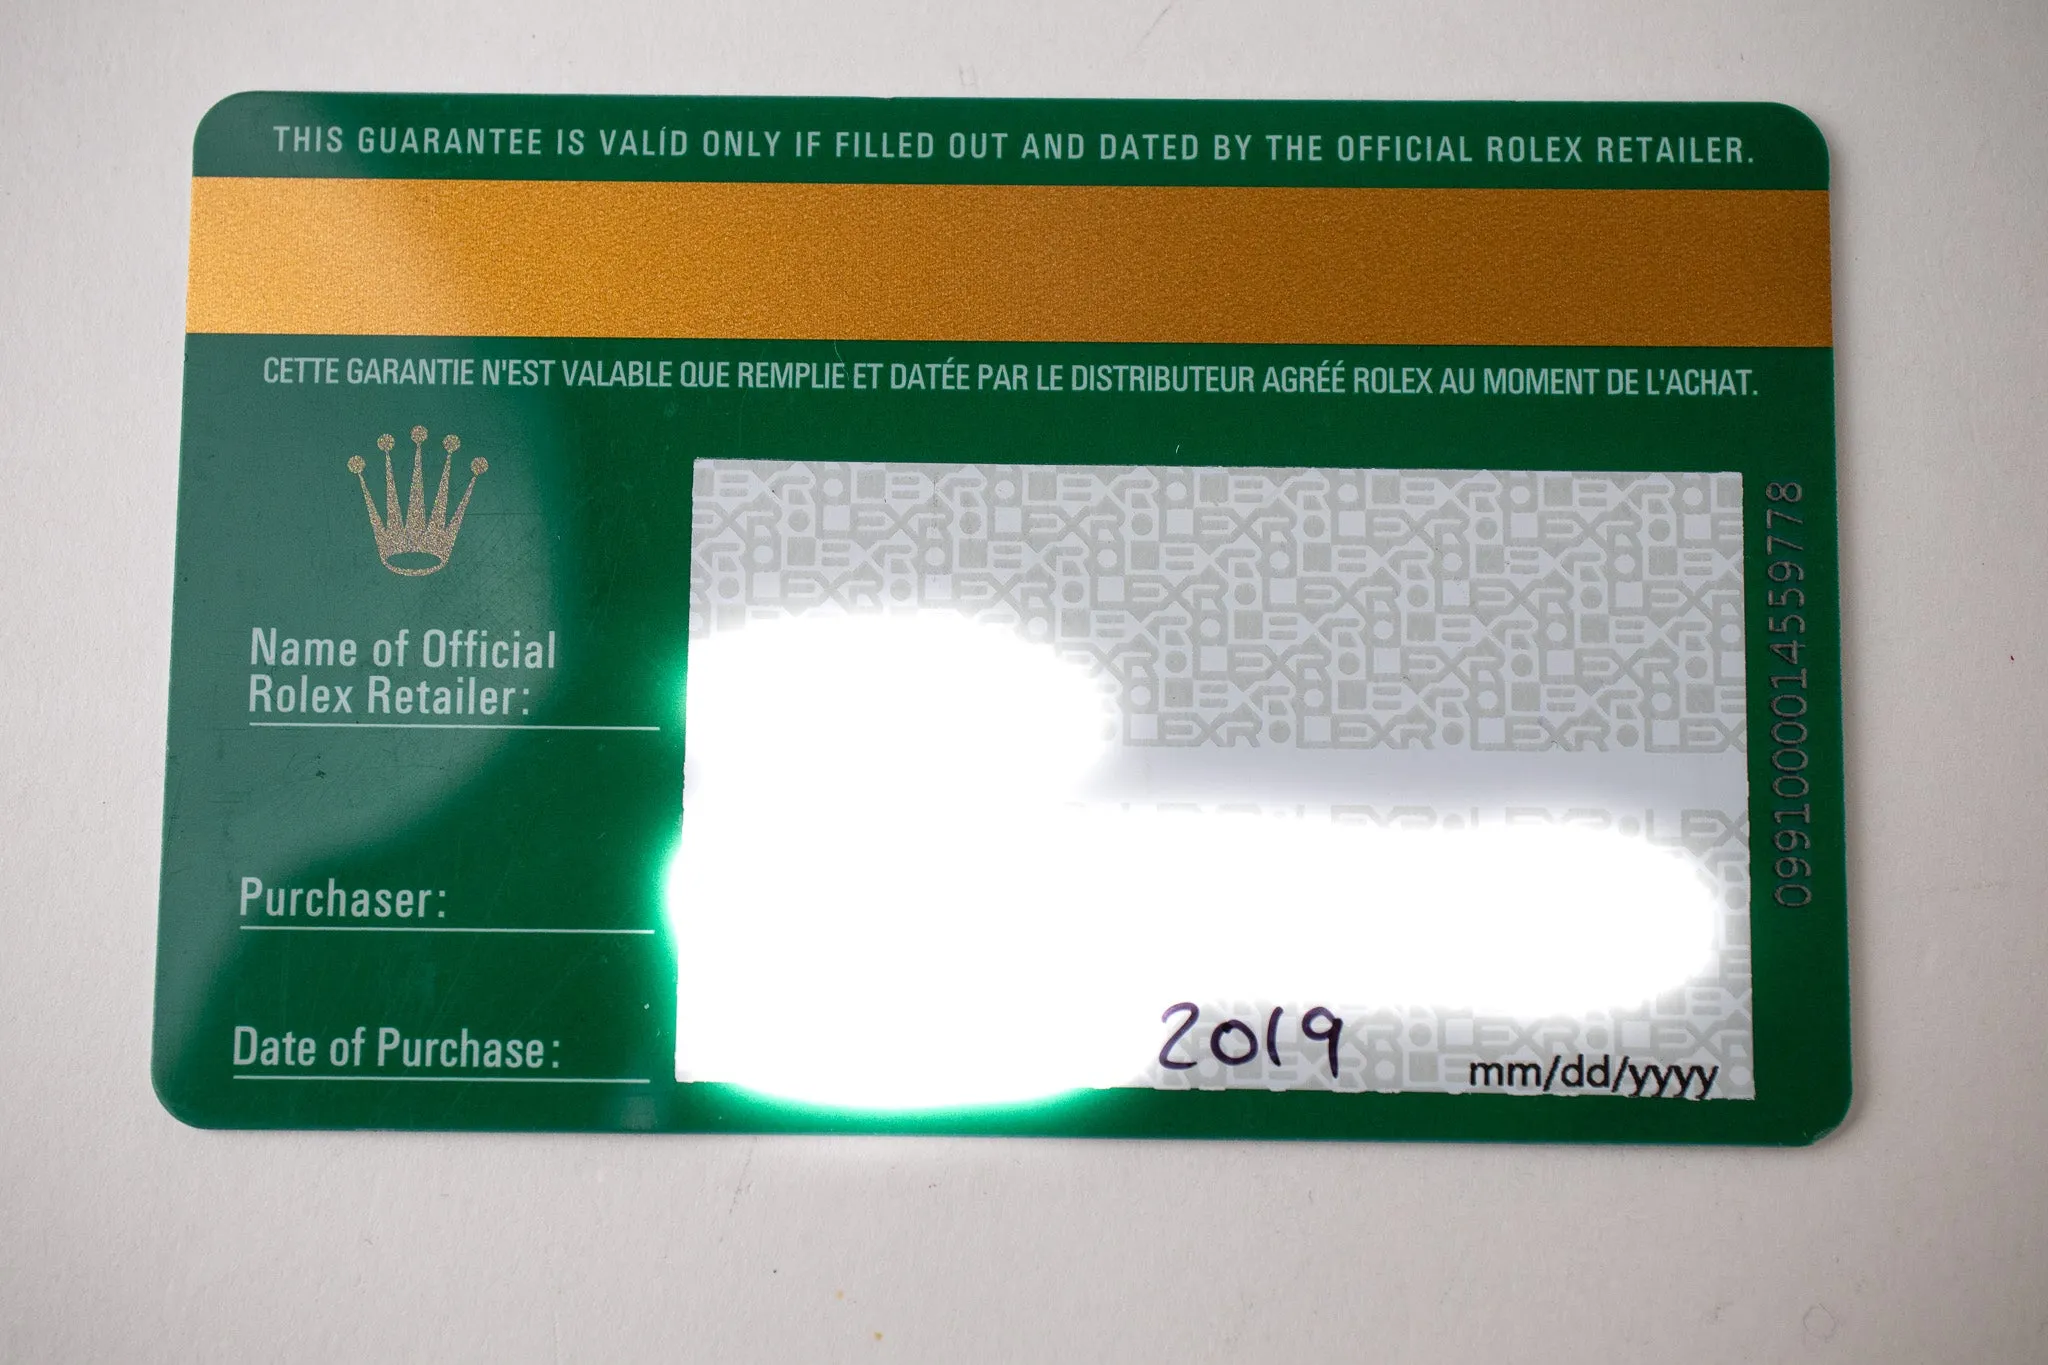 THIS GUARANTEE IS VALID ONLY IF FILLED OUT AND DATED BY THE OFFICIAL ROLEX RETAILER.
CETTE GARANTIE N'EST VALABLE QUE REMPLIE ET DATÉE PAR LE DISTRIBUTEUR AGRÉÉ ROLEX AU MOMENT DE L'ACHAT.
Name of Official
Rolex Retailer:
Purchaser:
Date of Purchase:
2019
mm/dd/yyyy
0991000014559778